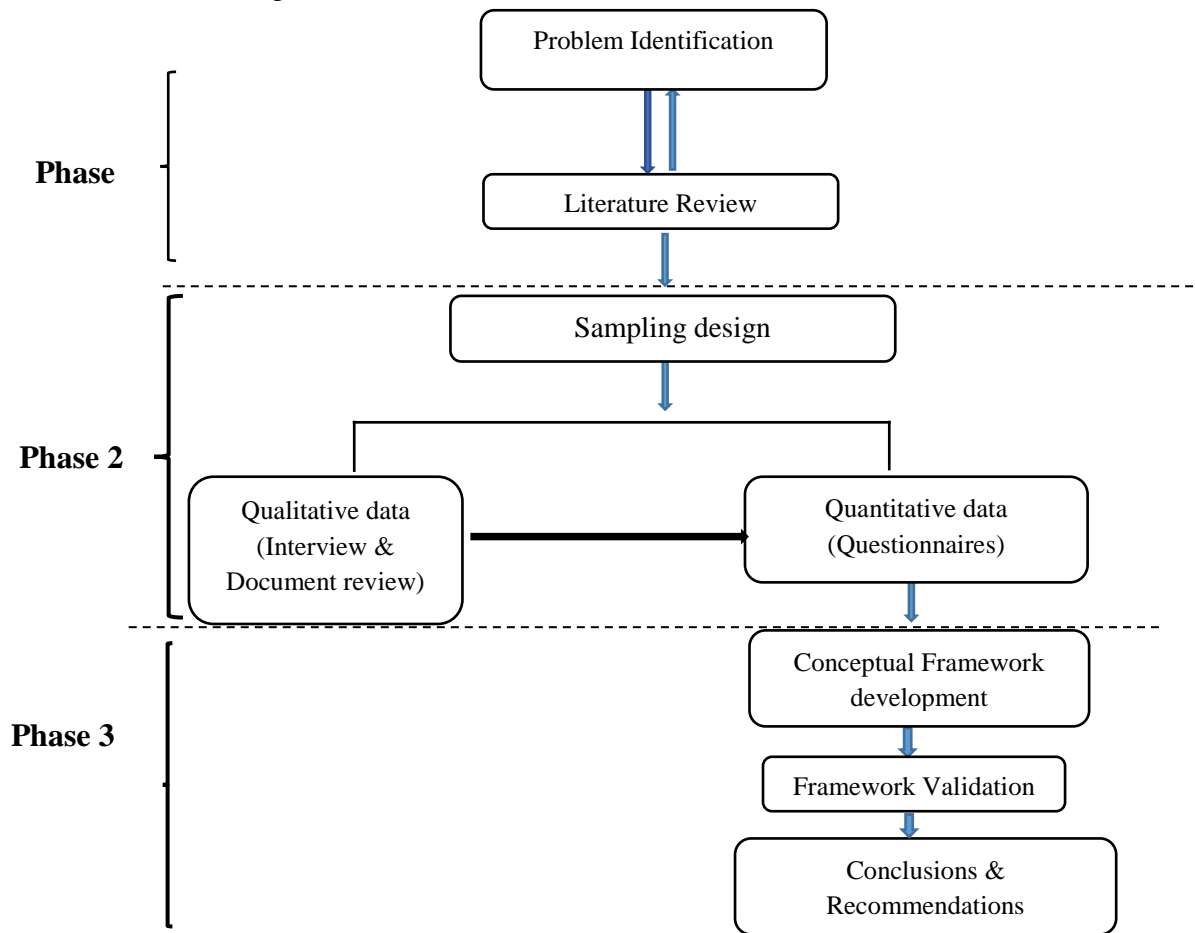 Problem Identification
Phase
Literature Review
Sampling design
Phase 2
Qualitative data
(Interview &
Document review)
Quantitative data
(Questionnaires)
Conceptual Framework
development
Phase 3
Framework Validation
Conclusions &
Recommendations